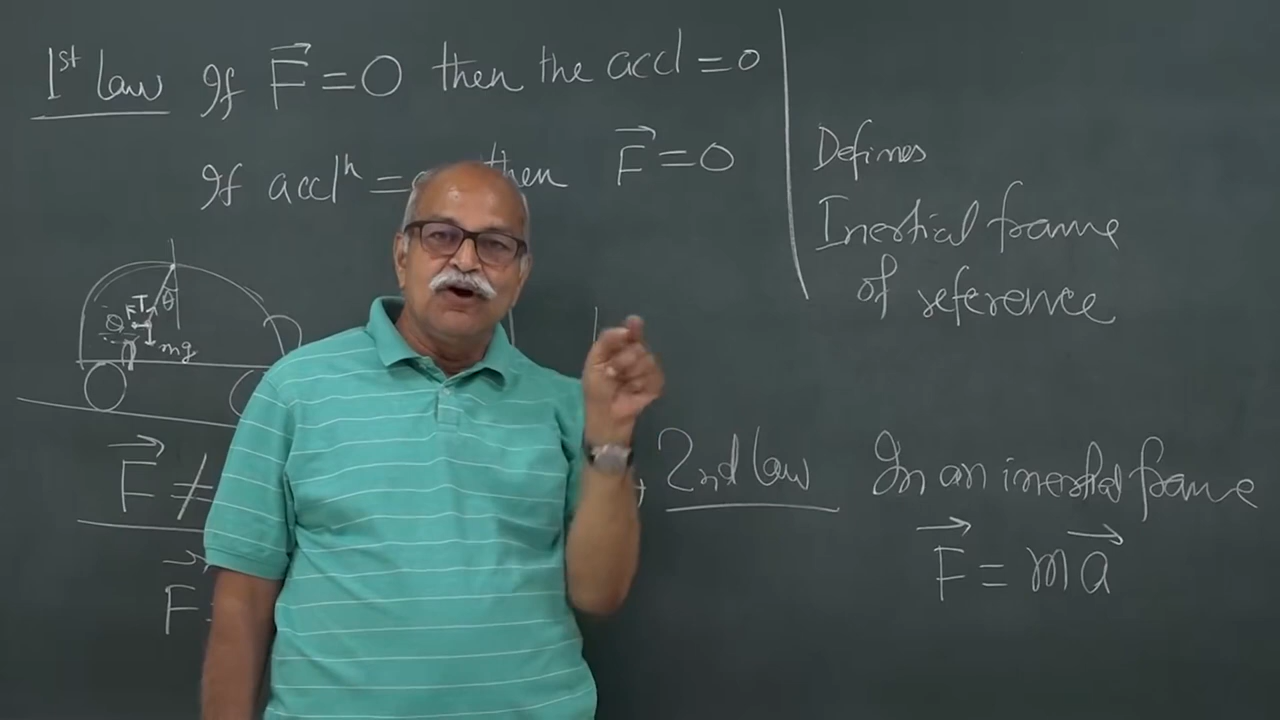 1st law If F⃗ = 0 then the accl = 0
If acclⁿ = then F⃗ = 0
Defines
Inertial frame
of reference
T
θ
F
Q
mg
F⃗ ≠
F⃗ =
2nd law In an inertial frame
F⃗ = ma⃗